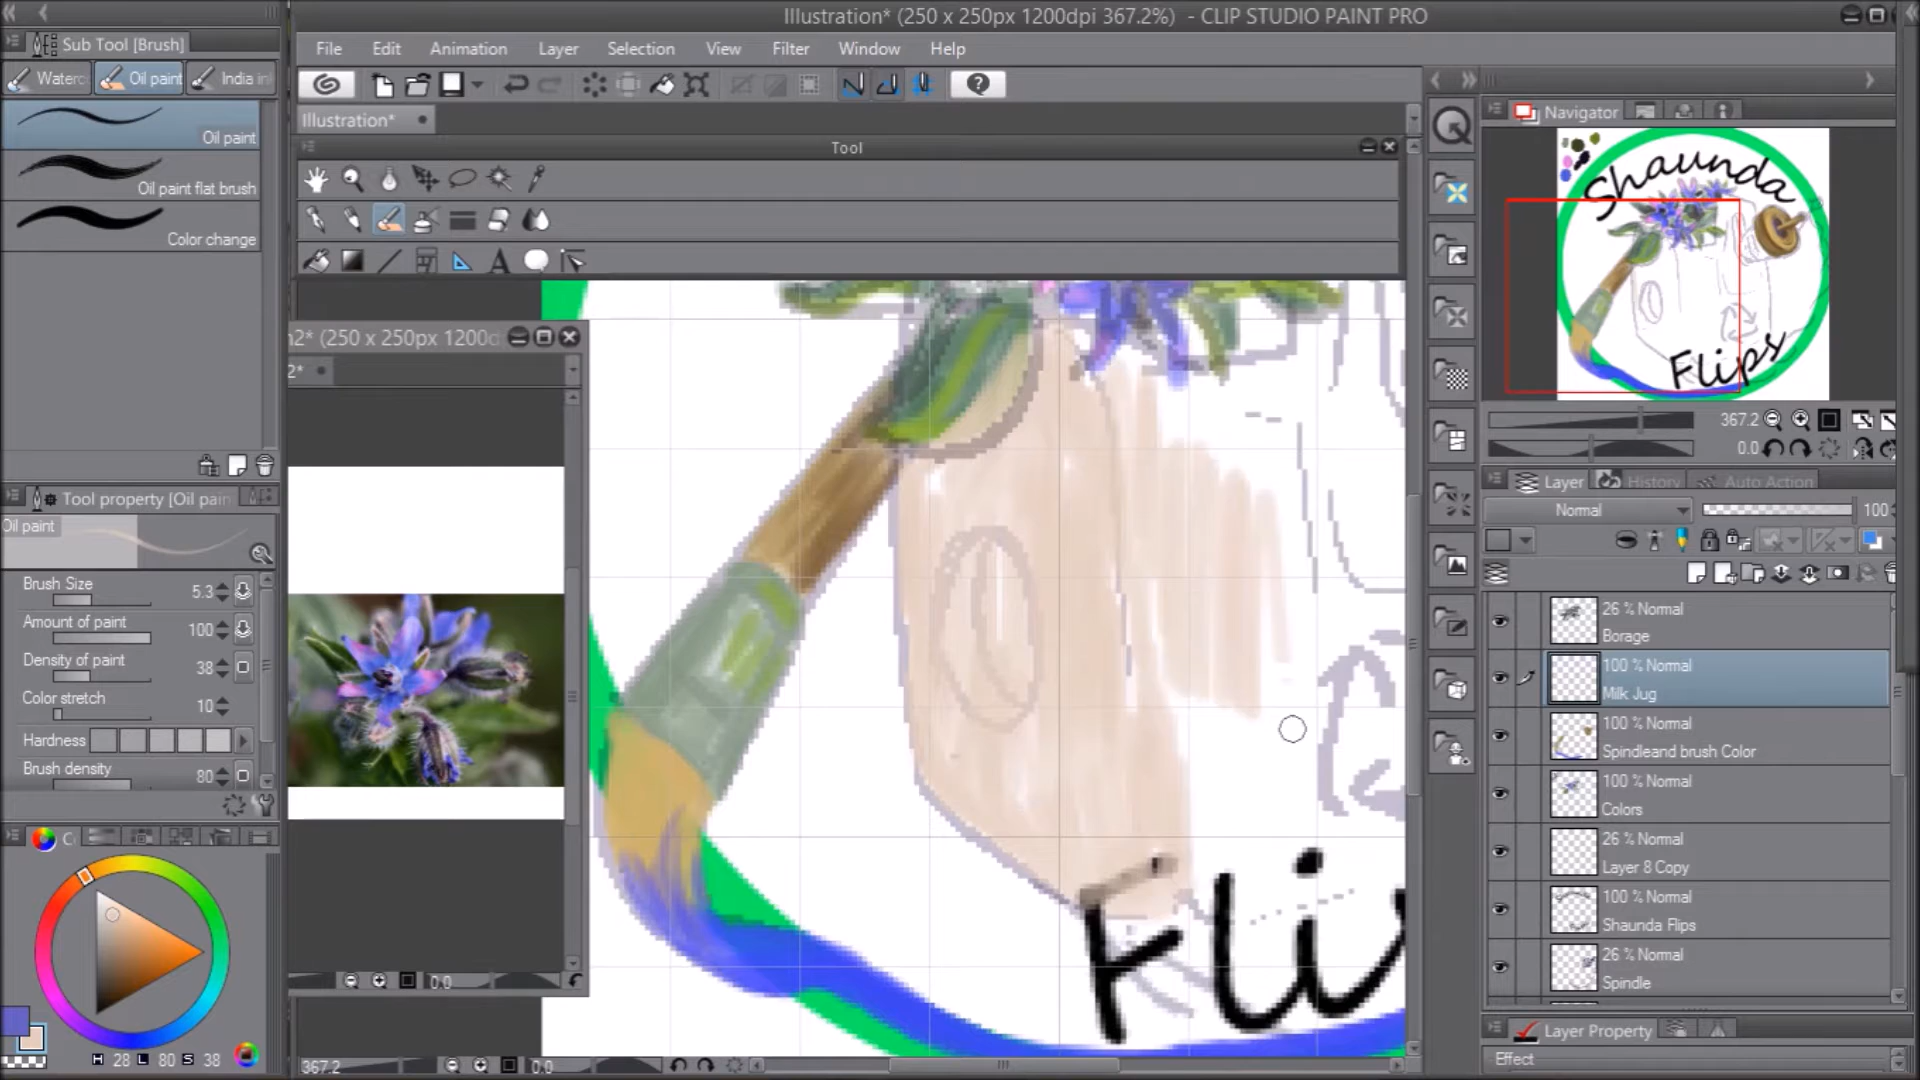 Illustration* (250 x 250px 1200dpi 367.2%) - CLIP STUDIO PAINT PRO
Sub Tool [Brush]
File Edit Animation Layer Selection View Filter Window Help
Oil paint India in
Oil paint
Oil paint flat brush
Color change
Illustration*
Tool
Navigator
Shaunda
Flips
367.2
0.0
2* (250 x 250px 1200d
2*
Tool property [Oil pain
Oil paint
Brush Size 5.3
Amount of paint 100
Density of paint 38
Color stretch 10
Hardness
Brush density 80
Layer History Auto Action
Normal 100
26 % Normal
Borage
100 % Normal
Milk Jug
100 % Normal
Spindleand brush Color
100 % Normal
Colors
26 % Normal
Layer 8 Copy
100 % Normal
Shaunda Flips
26 % Normal
Spindle
0.0
Fli
H 28 L 80 S 38
367.2 0.0
Layer Property
Effect